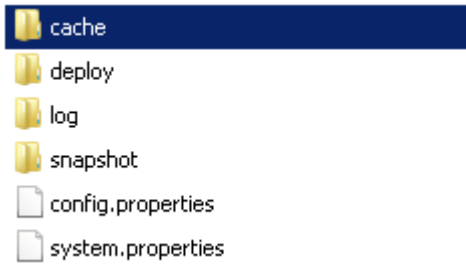 cache
deploy
log
snapshot
config.properties
system.properties